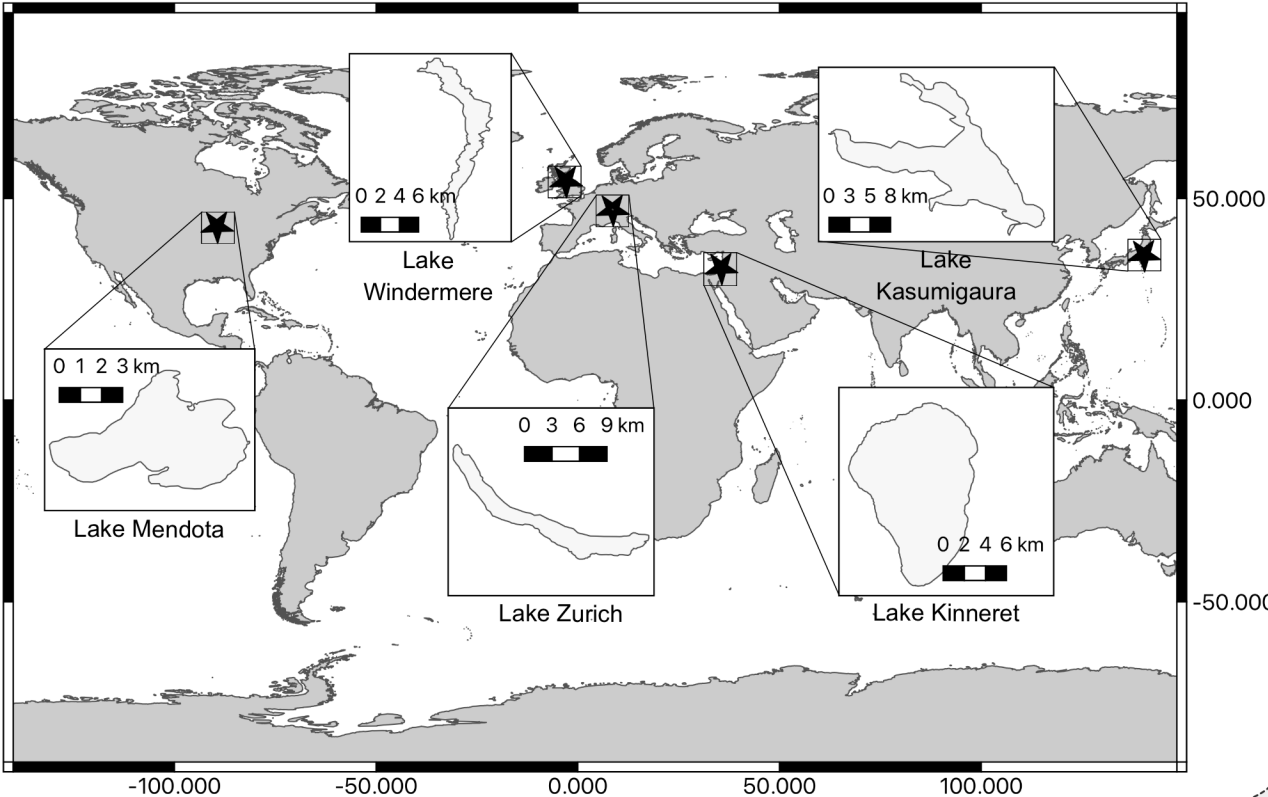 0 2 4 6 km
Lake
Windermere
0 3 5 8 km
Lake
Kasumigaura
50.000
0 1 2 3 km
Lake Mendota
0.000
0 3 6 9 km
Lake Zurich
0 2 4 6 km
Lake Kinneret
-50.000
-100.000
-50.000
0.000
50.000
100.000